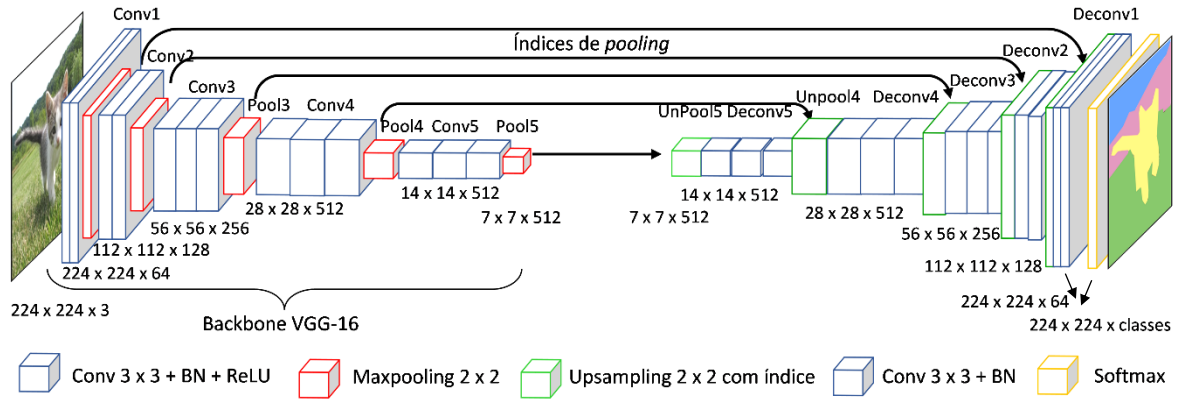 Conv1
Deconv1
Índices de pooling
Conv2
Deconv2
Conv3
Deconv3
Pool3
Conv4
Unpool4
Deconv4
Pool4
Conv5
Pool5
UnPool5
Deconv5
14 x 14 x 512
14 x 14 x 512
28 x 28 x 512
7 x 7 x 512
7 x 7 x 512
28 x 28 x 512
56 x 56 x 256
56 x 56 x 256
112 x 112 x 128
112 x 112 x 128
224 x 224 x 64
224 x 224 x 64
224 x 224 x 3
Backbone VGG-16
224 x 224 x classes
Conv 3 x 3 + BN + ReLU
Maxpooling 2 x 2
Upsampling 2 x 2 com índice
Conv 3 x 3 + BN
Softmax